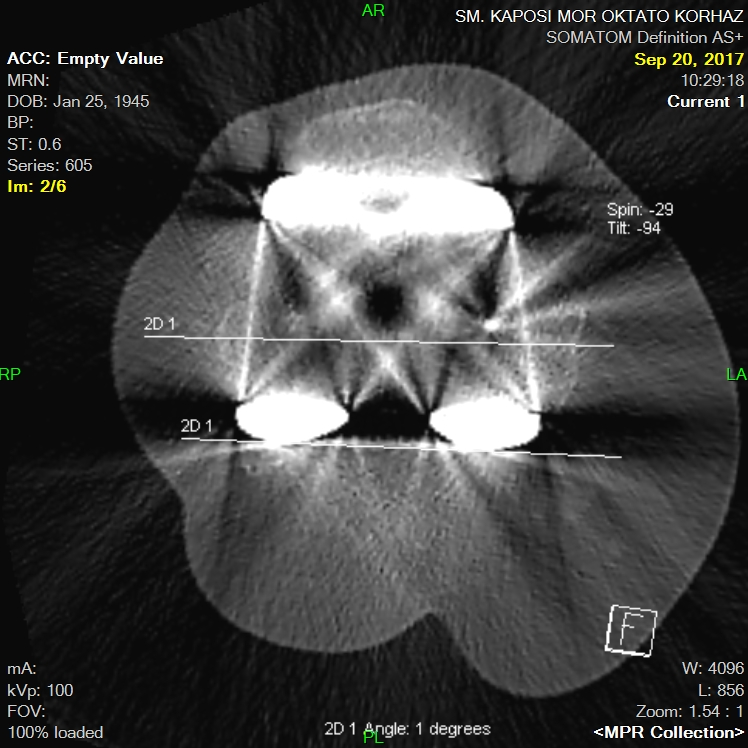 AR
SM. KAPOSI MOR OKTATO KORHAZ
SOMATOM Definition AS+
Sep 20, 2017
10:29:18
Current 1
ACC: Empty Value
MRN:
DOB: Jan 25, 1945
BP:
ST: 0.6
Series: 605
Im: 2/6
Spin: -29
Tilt: -94
2D 1
RP
LA
2D 1
F
mA:
kVp: 100
FOV:
100% loaded
2D 1 Angle: 1 degrees
PL
W: 4096
L: 856
Zoom: 1.54 : 1
<MPR Collection>